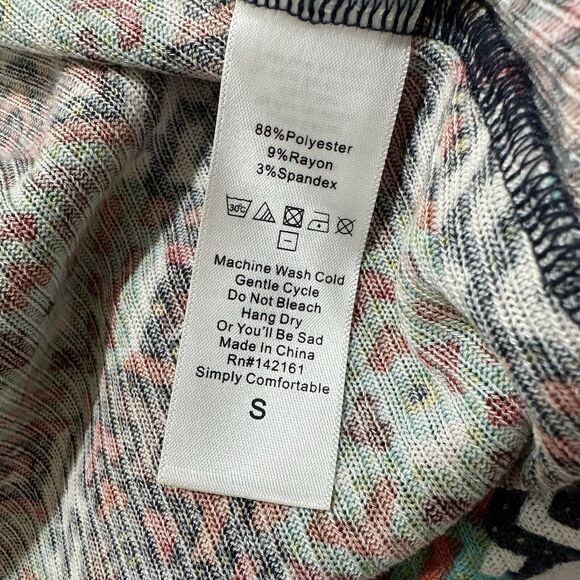 88%Polyester
9%Rayon
3%Spandex
30℃
Machine Wash Cold
Gentle Cycle
Do Not Bleach
Hang Dry
Or You'll Be Sad
Made In China
Rn#142161
Simply Comfortable
S